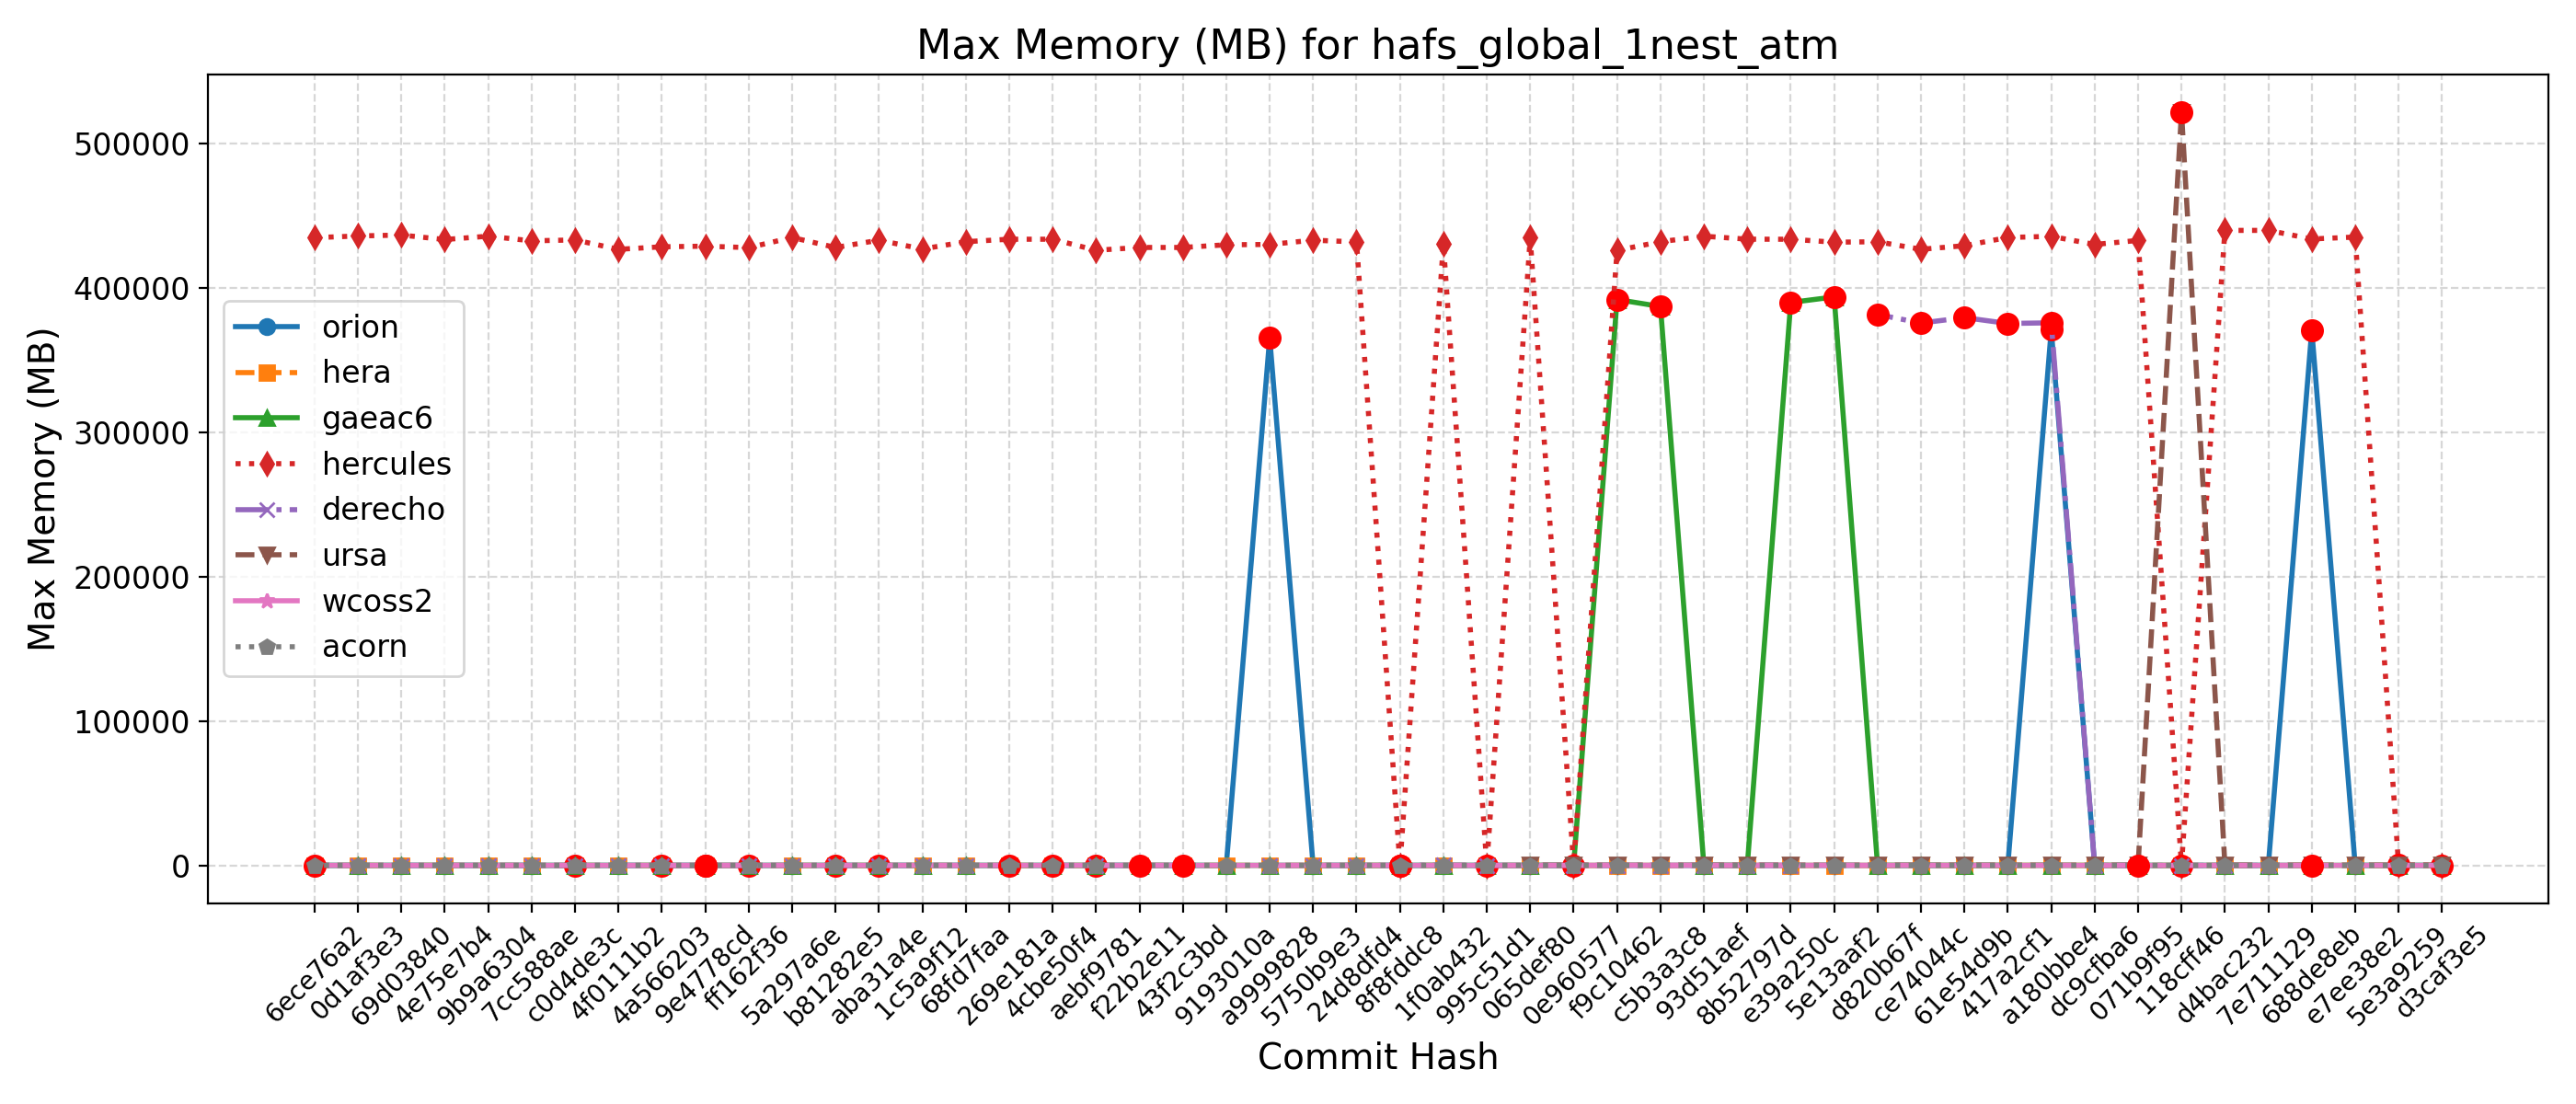 Max Memory (MB) for hafs_global_1nest_atm
Max Memory (MB)
500000
400000
300000
200000
100000
0
orion
hera
gaeac6
hercules
derecho
ursa
wcoss2
acorn
6ece76a2
0d1af3e3
69d03840
4e75e7b4
9b9a6304
7cc588ae
c0d4de3c
4f0111b2
4a566203
9e4778cd
ff162f36
5a297a6e
b81282e5
aba31a4e
1c5a9f12
68fd7faa
269e181a
4cbe50f4
aebf9781
f22b2e11
43f2c3bd
9193010a
a9999828
5750b9e3
24d8dfd4
8f8fddc8
1f0ab432
995c51d1
065def80
0e960577
f9c10462
c5b3a3c8
93d51aef
8b52797d
e39a250c
5e13aaf2
d820b67f
ce74044c
61e54d9b
417a2cf1
a180bbe4
dc9cfba6
071b9f95
118cff46
d4bac232
7e711129
688de8eb
e7ee38e2
5e3a9259
d3caf3e5
Commit Hash